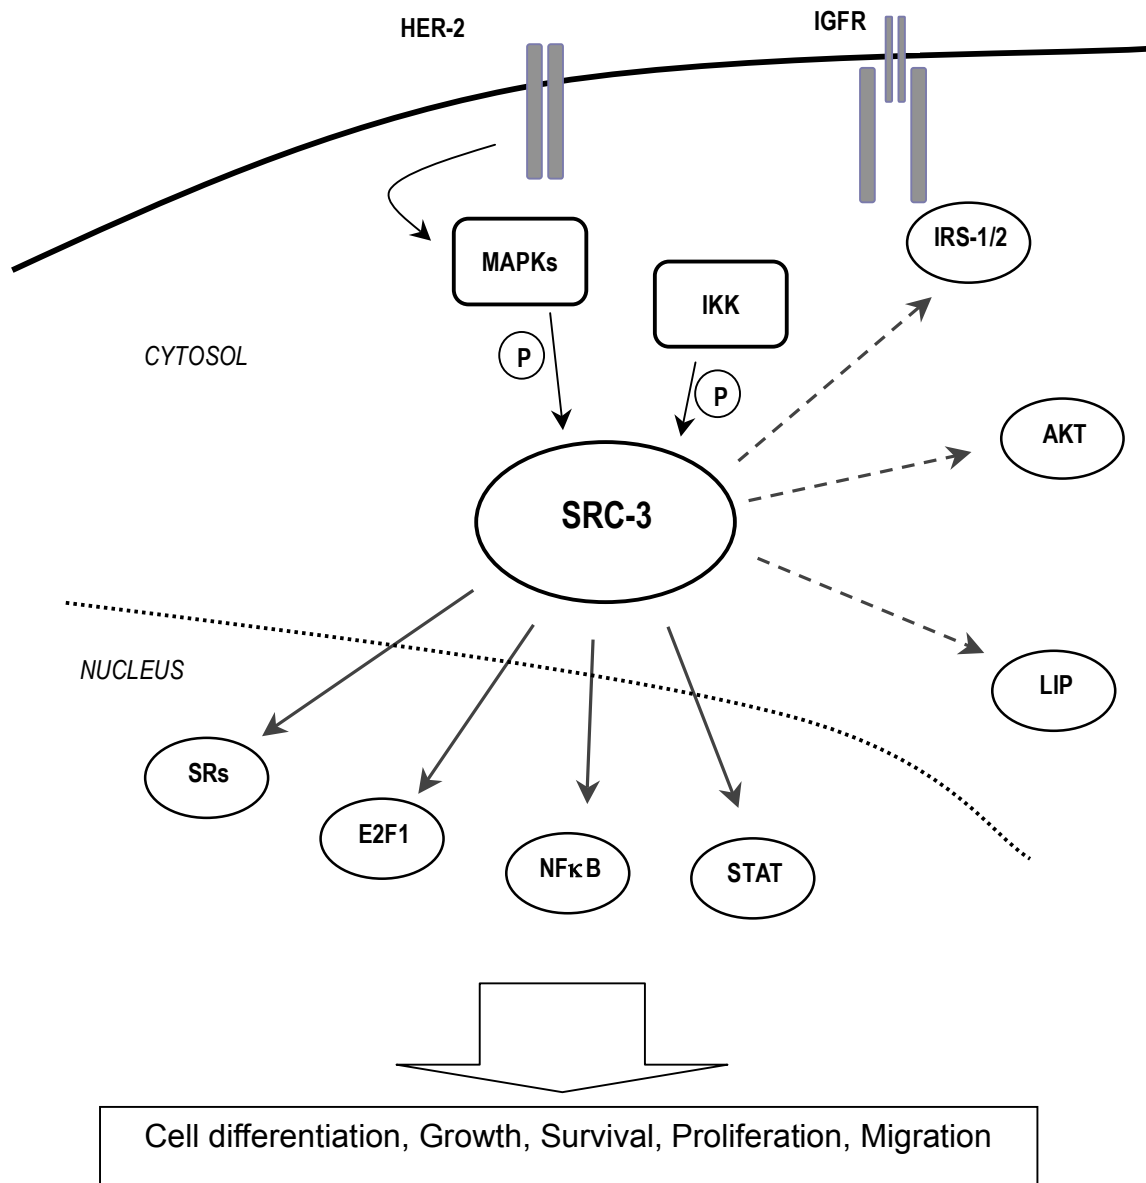 HER-2
IGFR
IRS-1/2
MAPKs
IKK
CYTOSOL
P
P
AKT
SRC-3
NUCLEUS
LIP
SRs
E2F1
NFκB
STAT
Cell differentiation, Growth, Survival, Proliferation, Migration